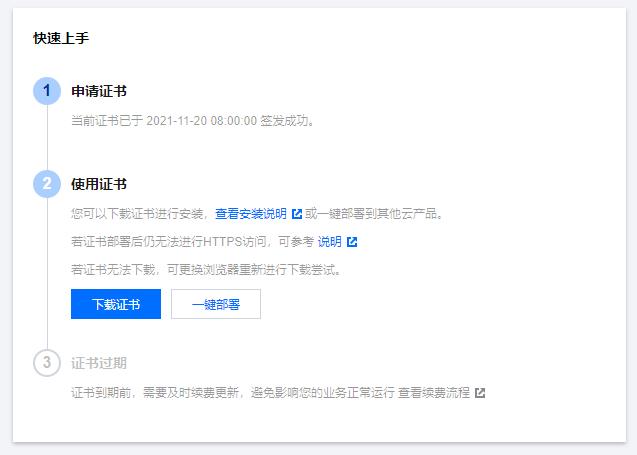 快速上手
1 申请证书
当前证书已于 2021-11-20 08:00:00 签发成功。
2 使用证书
您可以下载证书进行安装，查看安装说明 或一键部署到其他云产品。
若证书部署后仍无法进行HTTPS访问，可参考 说明
若证书无法下载，可更换浏览器重新进行下载尝试。
下载证书 一键部署
3 证书过期
证书到期前，需要及时续费更新，避免影响您的业务正常运行 查看续费流程